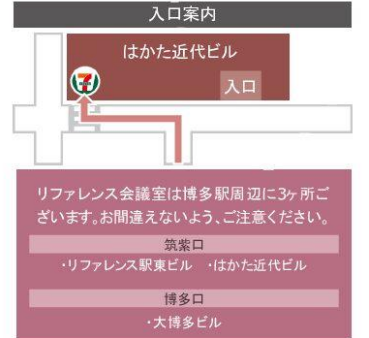 入口案内
はかた近代ビル
7
入口
リファレンス会議室は博多駅周辺に3ヶ所ご
ざいます。お間違えないよう、ご注意ください。
筑紫口
・リファレンス駅東ビル ・はかた近代ビル
博多口
・大博多ビル